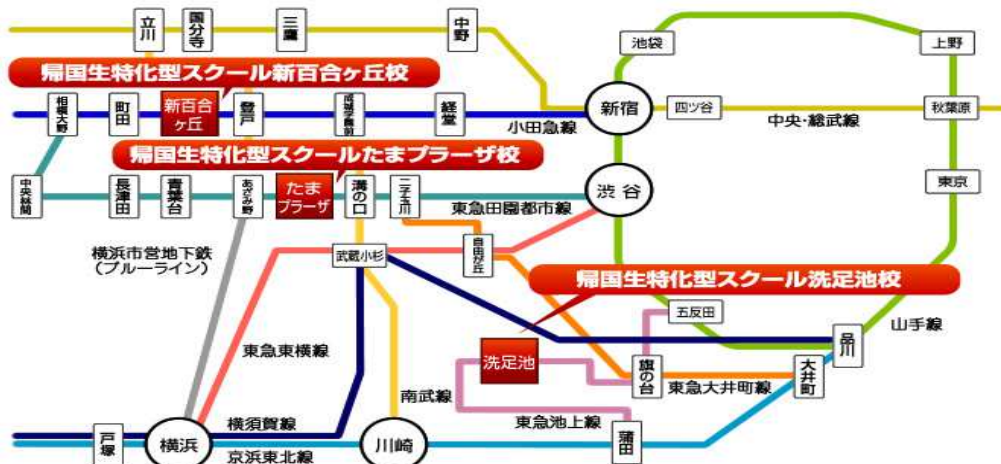 立川
国分寺
三鷹
中野
池袋
上野
帰国生特化型スクール新百合ヶ丘校
相模大野
町田
新百合
ヶ丘
登戸
成城学園前
経堂
小田急線
新宿
四ツ谷
中央・総武線
秋葉原
帰国生特化型スクールたまプラーザ校
中央林間
長津田
青葉台
あざみ野
たま
プラーザ
溝の口
二子玉川
東急田園都市線
渋谷
東京
横浜市営地下鉄
(ブルーライン)
武蔵小杉
自由が丘
帰国生特化型スクール洗足池校
五反田
山手線
品川
東急東横線
洗足池
旗の台
大井町
東急大井町線
南武線
東急池上線
横須賀線
戸塚
横浜
京浜東北線
川崎
蒲田